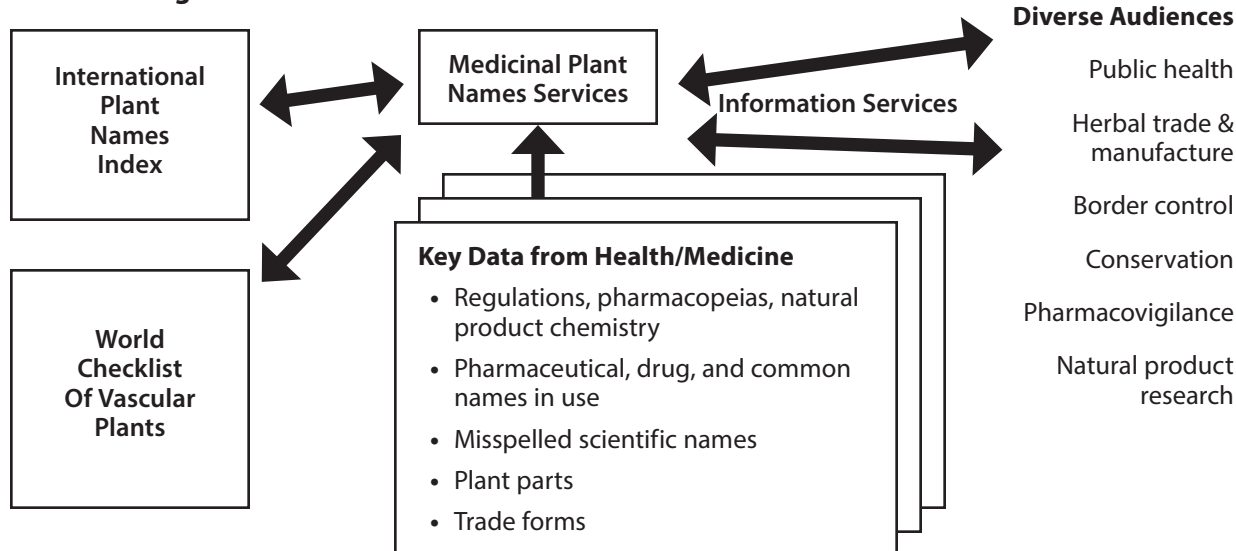 International
Plant
Names
Index
World
Checklist
Of Vascular
Plants
Medicinal Plant
Names Services
Information Services
Key Data from Health/Medicine
• Regulations, pharmacopeias, natural
product chemistry
• Pharmaceutical, drug, and common
names in use
• Misspelled scientific names
• Plant parts
• Trade forms
Diverse Audiences
Public health
Herbal trade &
manufacture
Border control
Conservation
Pharmacovigilance
Natural product
research